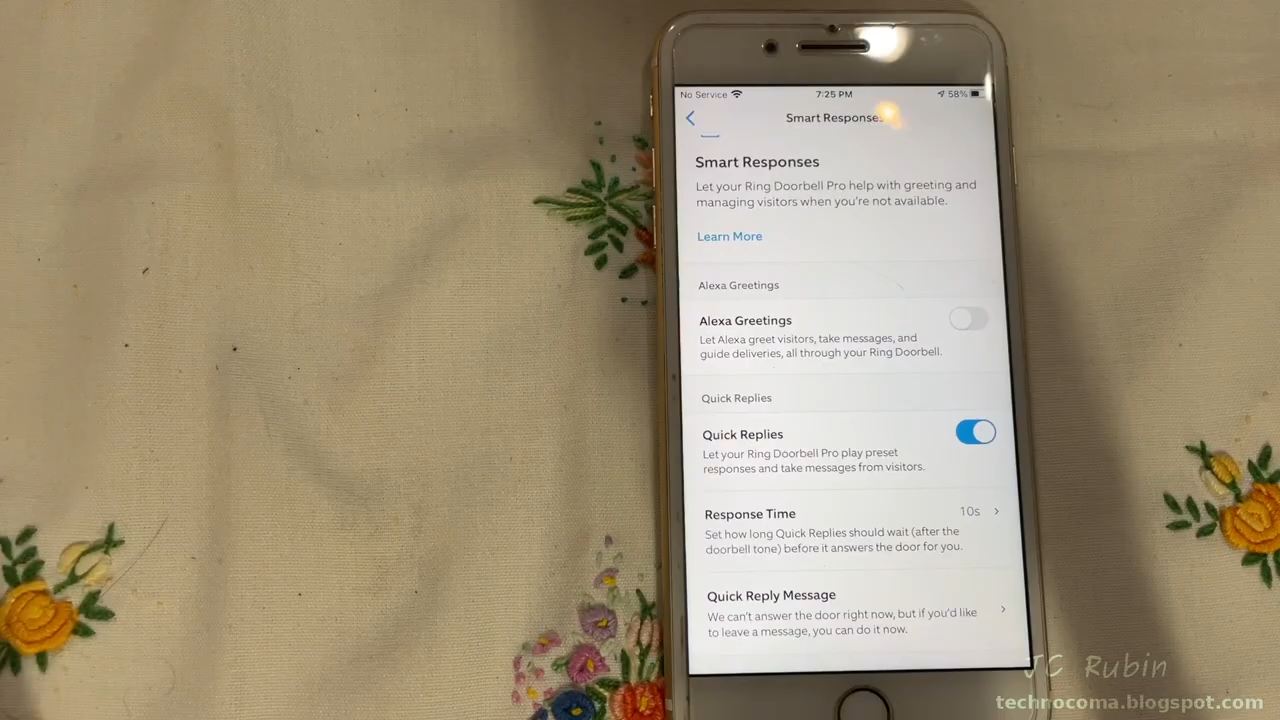 No Service 7:25 PM 58%
Smart Responses
Smart Responses
Let your Ring Doorbell Pro help with greeting and
managing visitors when you're not available.
Learn More
Alexa Greetings
Alexa Greetings
Let Alexa greet visitors, take messages, and
guide deliveries, all through your Ring Doorbell.
Quick Replies
Quick Replies
Let your Ring Doorbell Pro play preset
responses and take messages from visitors.
Response Time 10s
Set how long Quick Replies should wait (after the
doorbell tone) before it answers the door for you.
Quick Reply Message
We can't answer the door right now, but if you'd like
to leave a message, you can do it now.
JC Rubin
technocoma.blogspot.com